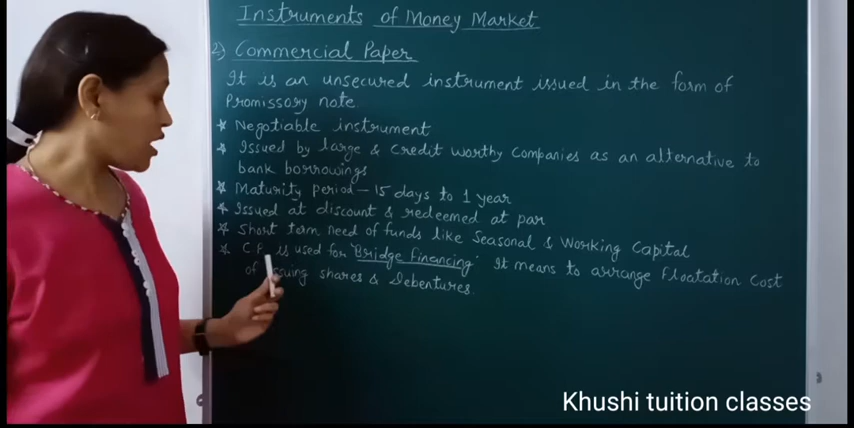 Instruments of Money Market
2) Commercial Paper
It is an unsecured instrument issued in the form of
Promissory note
* Negotiable instrument
* Issued by large & credit worthy Companies as an alternative to
bank borrowings
* Maturity period - 15 days to 1 year
* Issued at discount & redeemed at par
* Short term need of funds like Seasonal & Working Capital
* C.P. is used for 'Bridge Financing' It means to arrange Floatation Cost
of issuing shares & Debentures
Khushi tuition classes